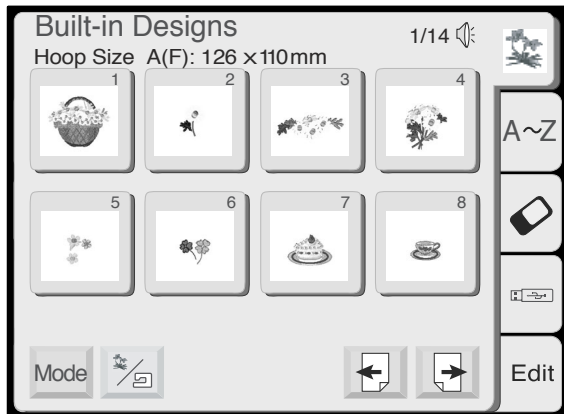 Built-in Designs
1/14
Hoop Size A(F): 126 ×110mm
1 2 3 4
A~Z
5 6 7 8
Mode
Edit